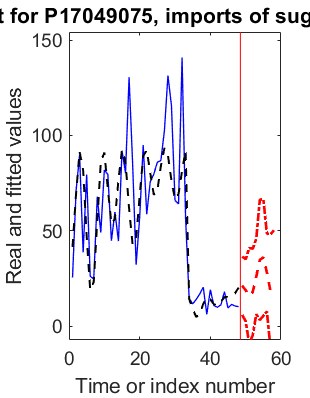 t for P17049075, imports of sug
150
100
50
0
0
20
40
60
Real and fitted values
Time or index number